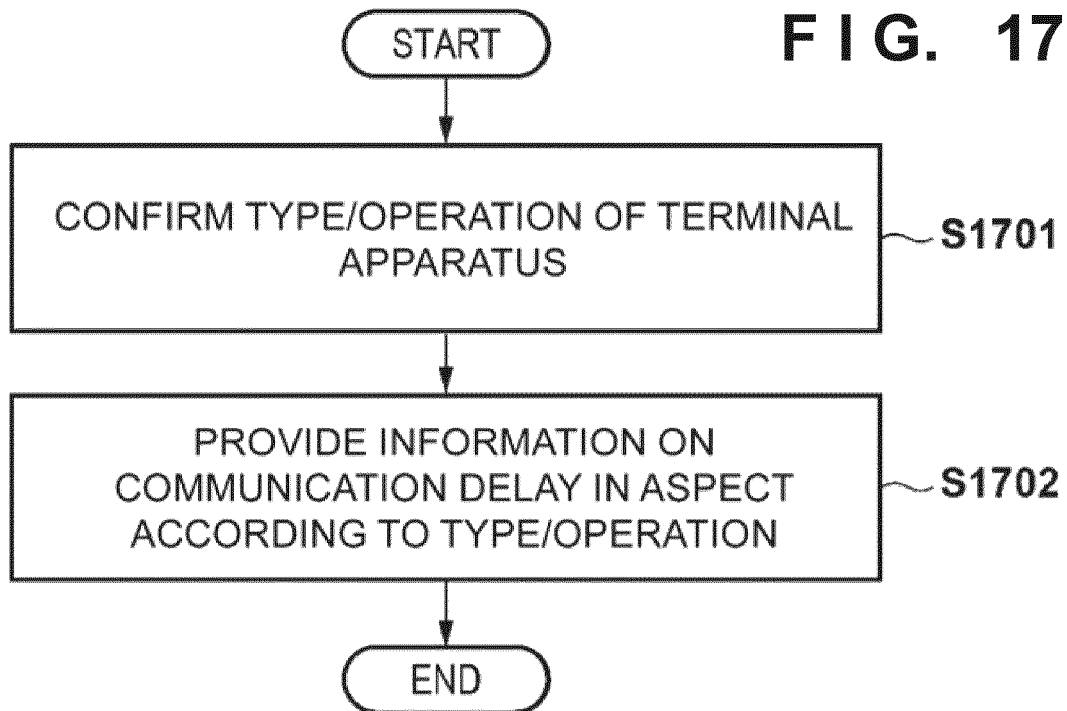 START
F I G. 17
CONFIRM TYPE/OPERATION OF TERMINAL
APPARATUS
S1701
PROVIDE INFORMATION ON
COMMUNICATION DELAY IN ASPECT
ACCORDING TO TYPE/OPERATION
S1702
END